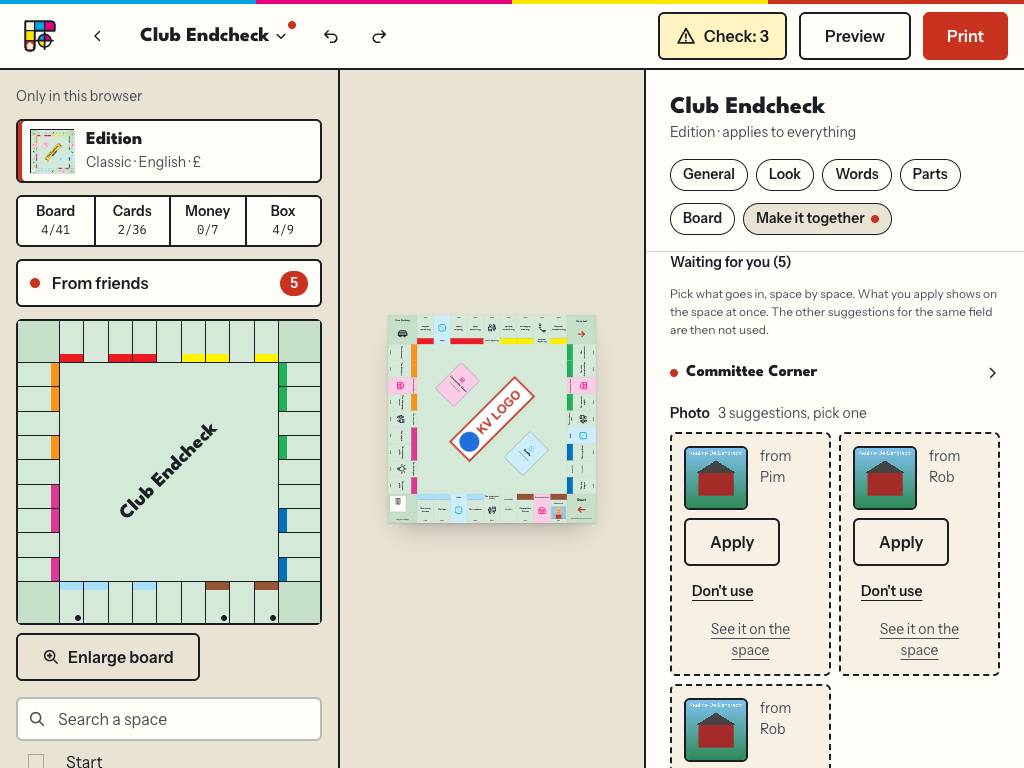 Club Endcheck
Check: 3
Preview
Print
Only in this browser
Edition
Classic · English · £
Board
4/41
Cards
2/36
Money
0/7
Box
4/9
From friends
5
Club Endcheck
Enlarge board
Search a space
Start
KV LOGO
Club Endcheck
Edition · applies to everything
General
Look
Words
Parts
Board
Make it together
Waiting for you (5)
Pick what goes in, space by space. What you apply shows on
the space at once. The other suggestions for the same field
are then not used.
Committee Corner
Photo 3 suggestions, pick one
from
Pim
Apply
Don't use
See it on the
space
from
Rob
Apply
Don't use
See it on the
space
from
Rob